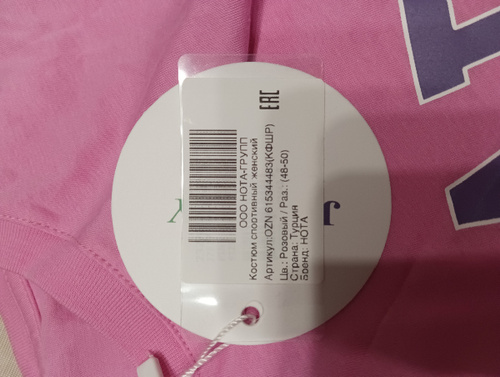 EAC
ООО НОТА-ГРУПП
Костюм спортивный женский
Артикул:OZN 615344483(КФШР)
Цв.: Розовый / Раз.: (48-50)
Страна: Турция
Бренд: НОТА